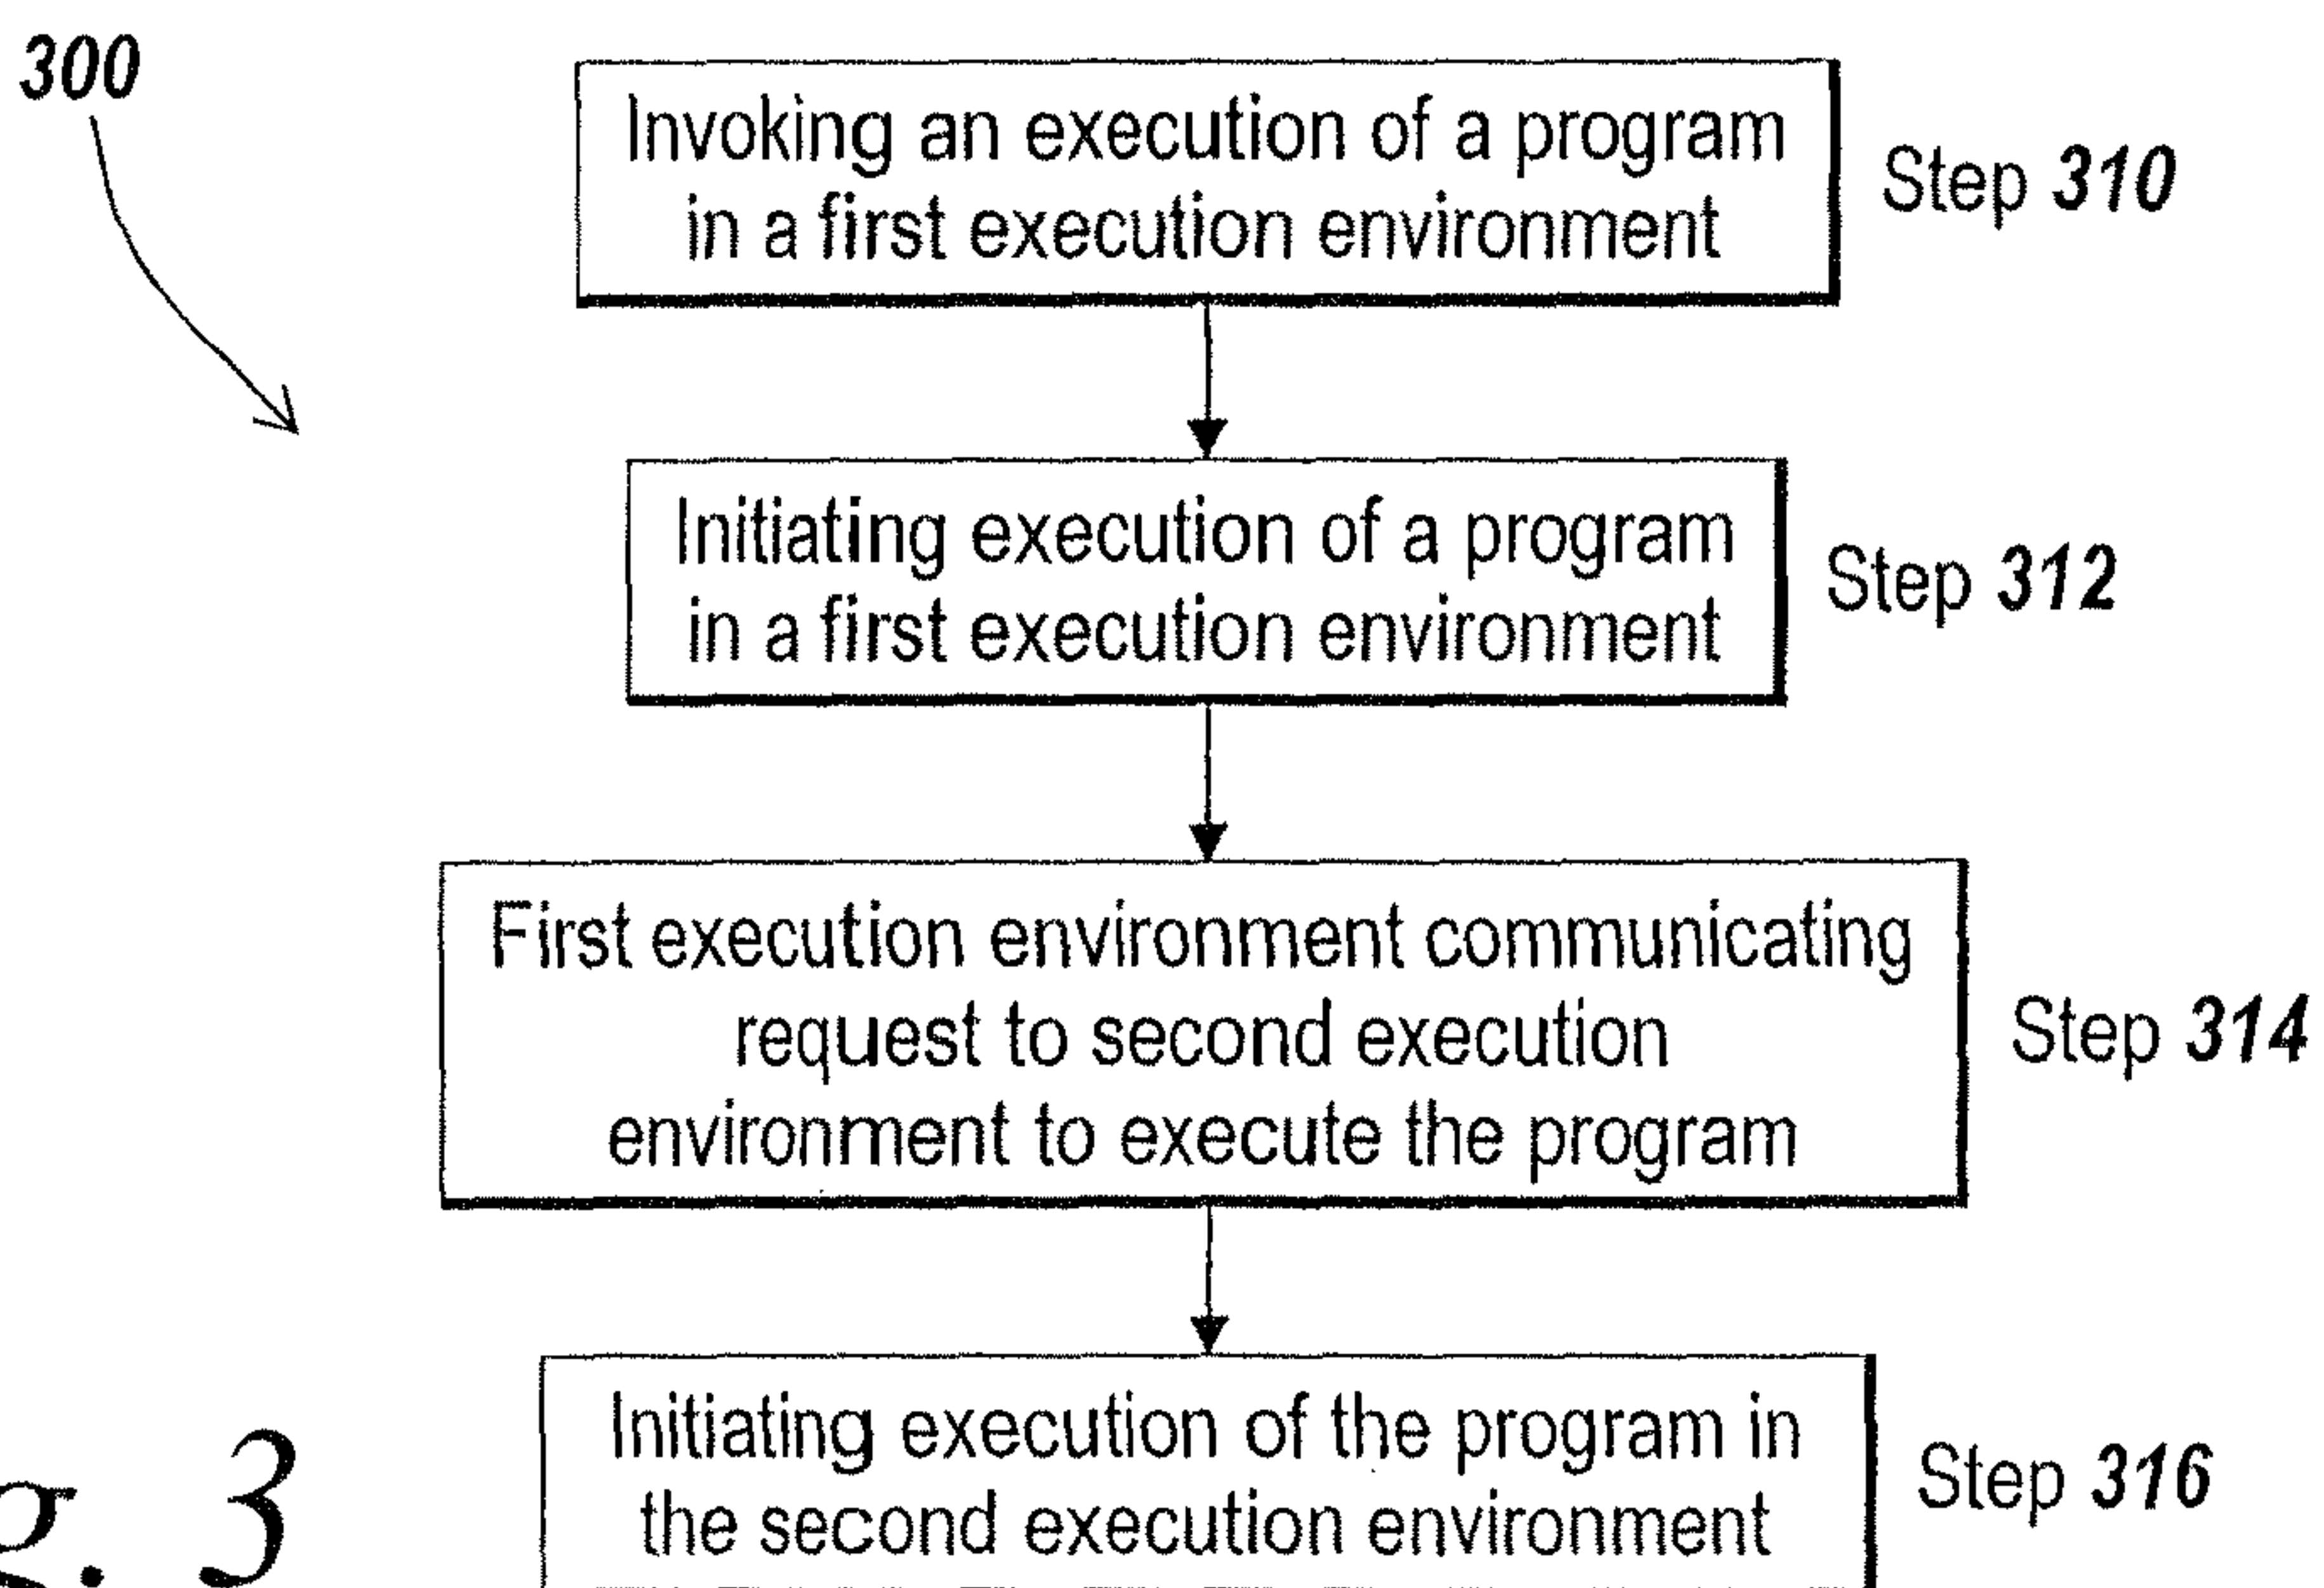 300
Invoking an execution of a program
in a first execution environment
Step 310
Initiating execution of a program
in a first execution environment
Step 312
First execution environment communicating
request to second execution
environment to execute the program
Step 314
Initiating execution of the program in
the second execution environment
Step 316
g. 3